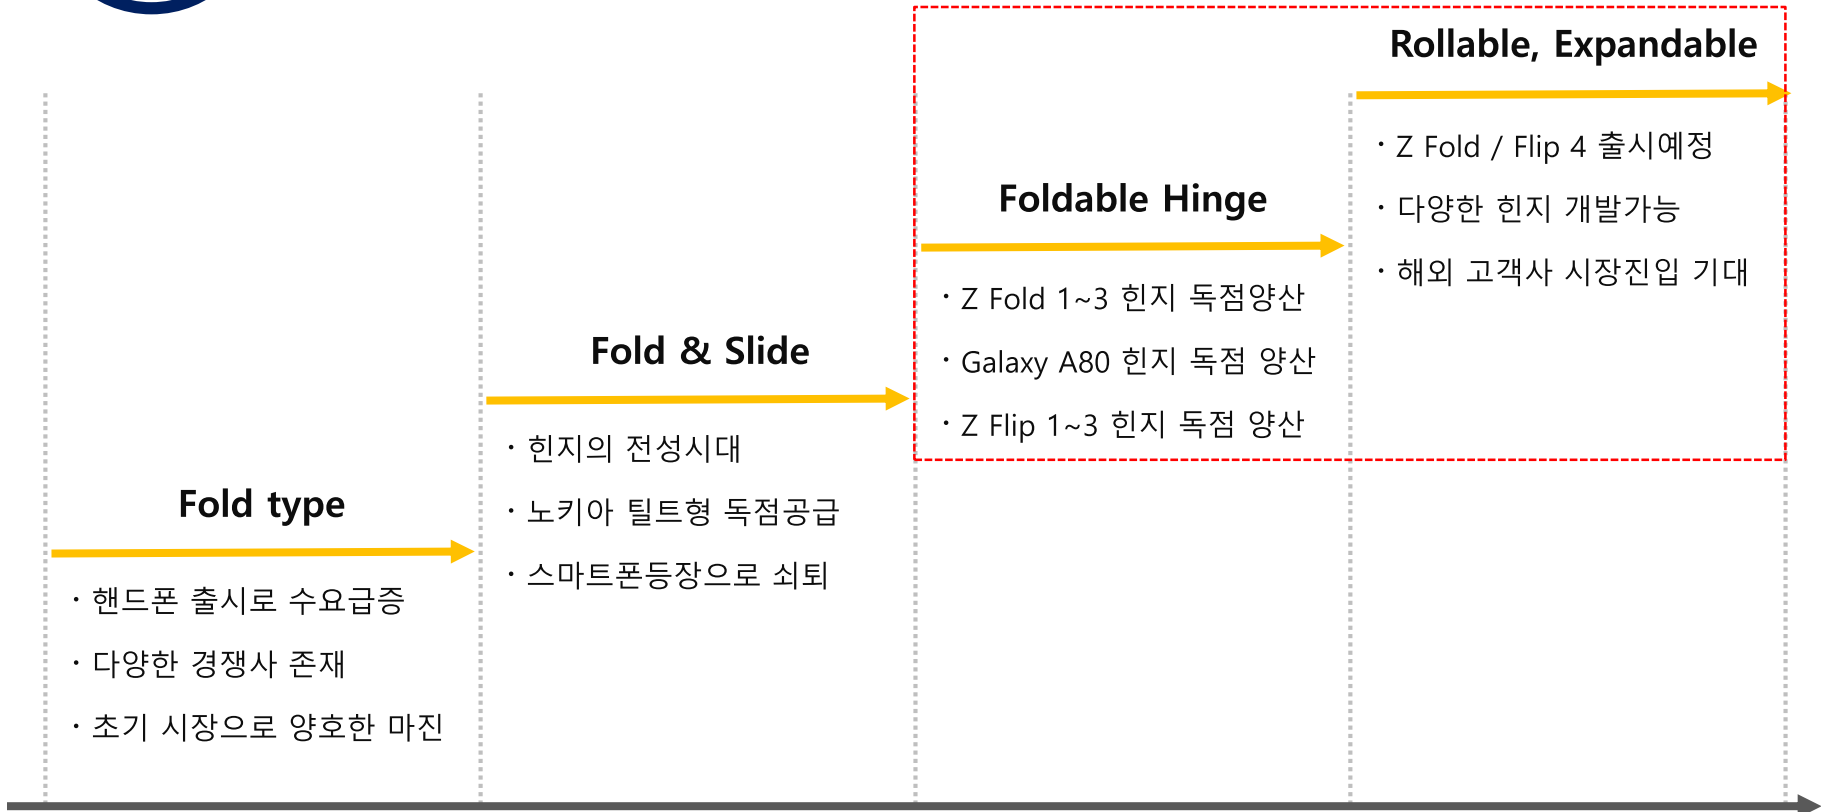 Fold type
· 핸드폰 출시로 수요급증
· 다양한 경쟁사 존재
· 초기 시장으로 양호한 마진
Fold & Slide
· 힌지의 전성시대
· 노키아 틸트형 독점공급
· 스마트폰등장으로 쇠퇴
Foldable Hinge
· Z Fold 1~3 힌지 독점양산
· Galaxy A80 힌지 독점 양산
· Z Flip 1~3 힌지 독점 양산
Rollable, Expandable
· Z Fold / Flip 4 출시예정
· 다양한 힌지 개발가능
· 해외 고객사 시장진입 기대